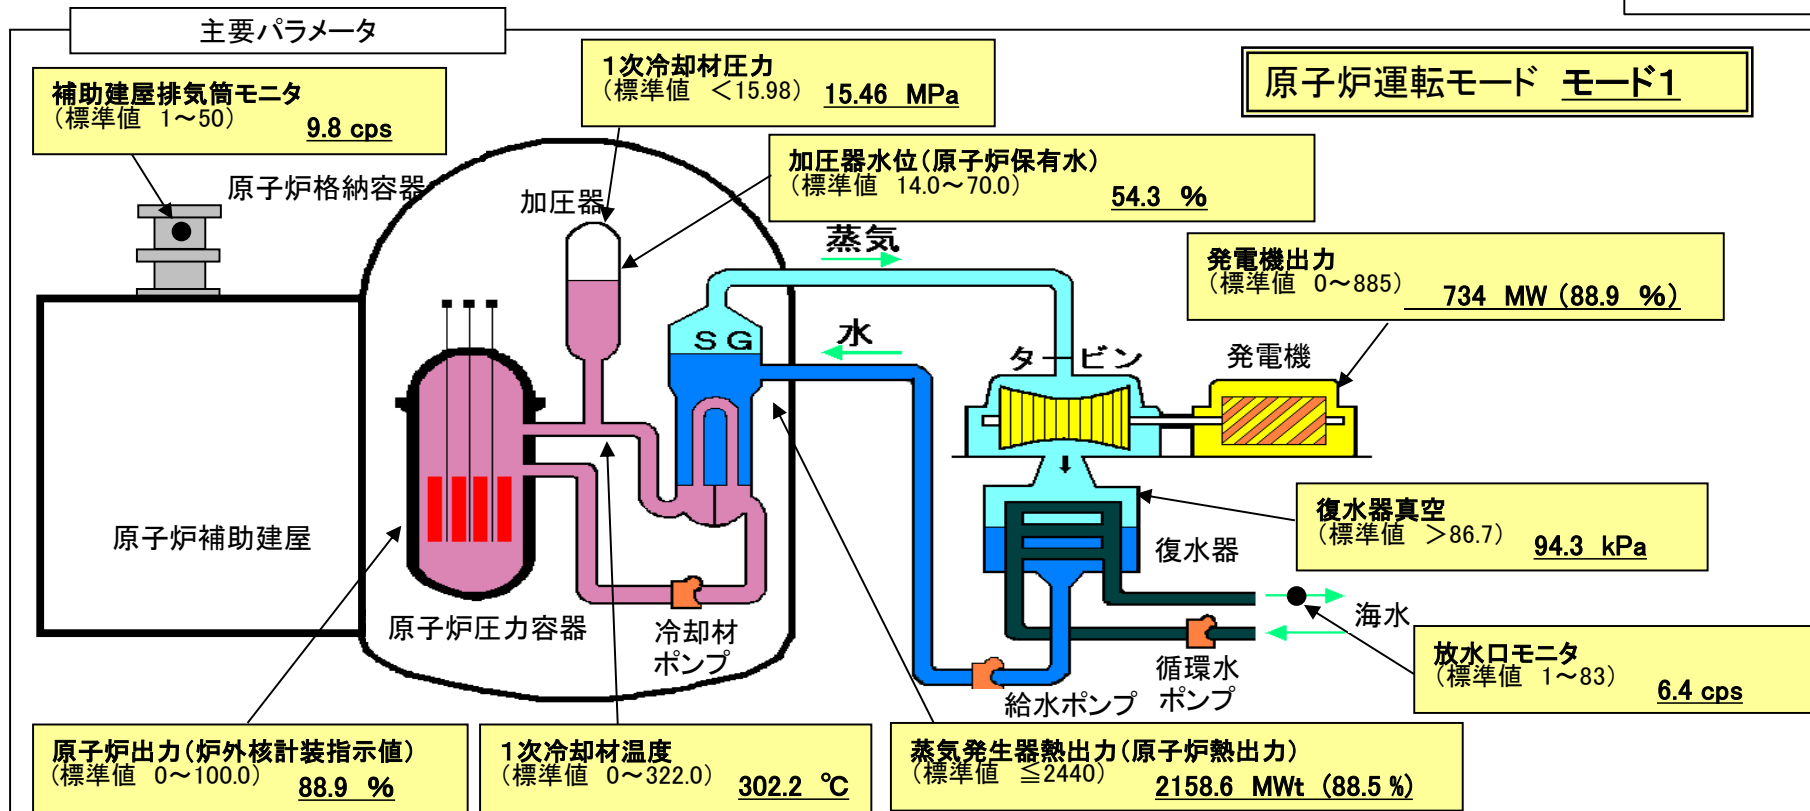 主要パラメータ
補助建屋排気筒モニタ
(標準値 1～50)
9.8 cps
1次冷却材圧力
(標準値 ＜15.98) 15.46 MPa
原子炉運転モード モード1
加圧器水位(原子炉保有水)
(標準値 14.0～70.0)
54.3 %
原子炉格納容器
加圧器
蒸気
発電機出力
(標準値 0～885)
734 MW (88.9 %)
SG
水
タービン
発電機
原子炉補助建屋
復水器真空
(標準値 ＞86.7)
94.3 kPa
復水器
海水
原子炉圧力容器
冷却材
ポンプ
給水ポンプ
循環水
ポンプ
放水口モニタ
(標準値 1～83)
6.4 cps
原子炉出力(炉外核計装指示値)
(標準値 0～100.0)
88.9 %
1次冷却材温度
(標準値 0～322.0)
302.2 ℃
蒸気発生器熱出力(原子炉熱出力)
(標準値 ≦2440)
2158.6 MWt (88.5 %)